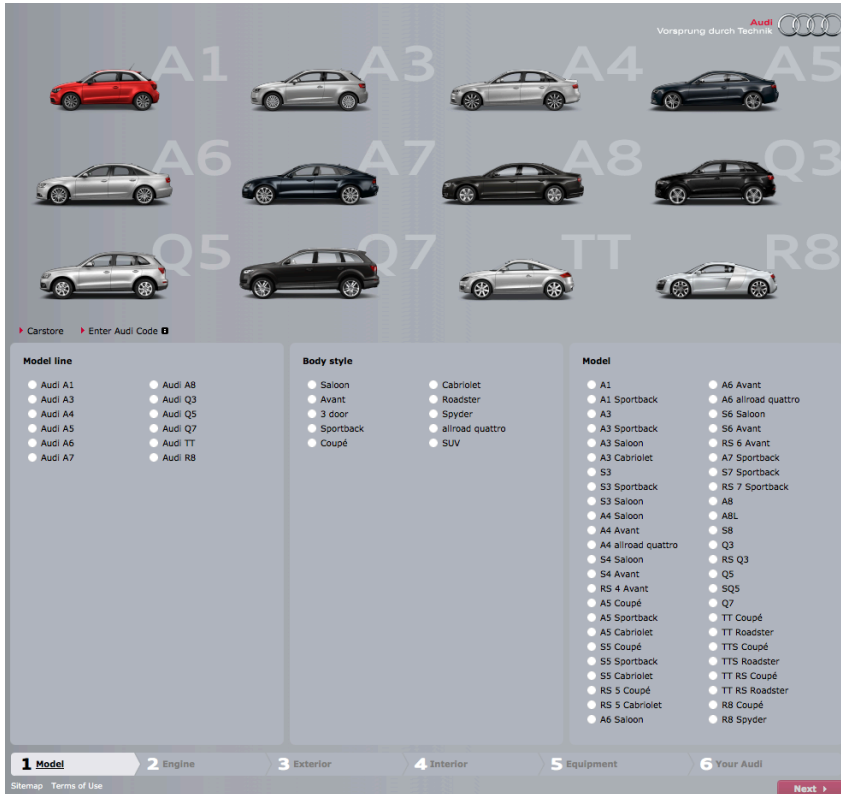 Audi
Vorsprung durch Technik
A1 A3 A4 A5
A6 A7 A8 Q3
Q5 Q7 TT R8
Carstore Enter Audi Code
Model line
Audi A1 Audi A8
Audi A3 Audi Q3
Audi A4 Audi Q5
Audi A5 Audi Q7
Audi A6 Audi TT
Audi A7 Audi R8
Body style
Saloon Cabriolet
Avant Roadster
3 door Spyder
Sportback allroad quattro
Coupé SUV
Model
A1 A6 Avant
A1 Sportback A6 allroad quattro
A3 S6 Saloon
A3 Sportback S6 Avant
A3 Saloon RS 6 Avant
A3 Cabriolet A7 Sportback
S3 S7 Sportback
S3 Sportback RS 7 Sportback
S3 Saloon A8
A4 Saloon A8L
A4 Avant S8
A4 allroad quattro Q3
S4 Saloon RS Q3
S4 Avant Q5
RS 4 Avant SQ5
A5 Coupé Q7
A5 Sportback TT Coupé
A5 Cabriolet TT Roadster
S5 Coupé TTS Coupé
S5 Sportback TTS Roadster
S5 Cabriolet TT RS Coupé
RS 5 Coupé TT RS Roadster
RS 5 Cabriolet R8 Coupé
A6 Saloon R8 Spyder
1 Model 2 Engine 3 Exterior 4 Interior 5 Equipment 6 Your Audi
Sitemap Terms of Use
Next